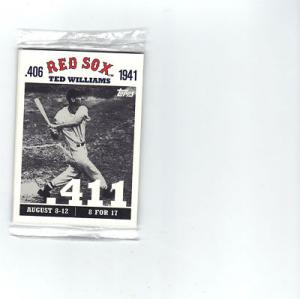 .406 RED SOX 1941
TED WILLIAMS
Topps
.411
AUGUST 8-12 8 FOR 17